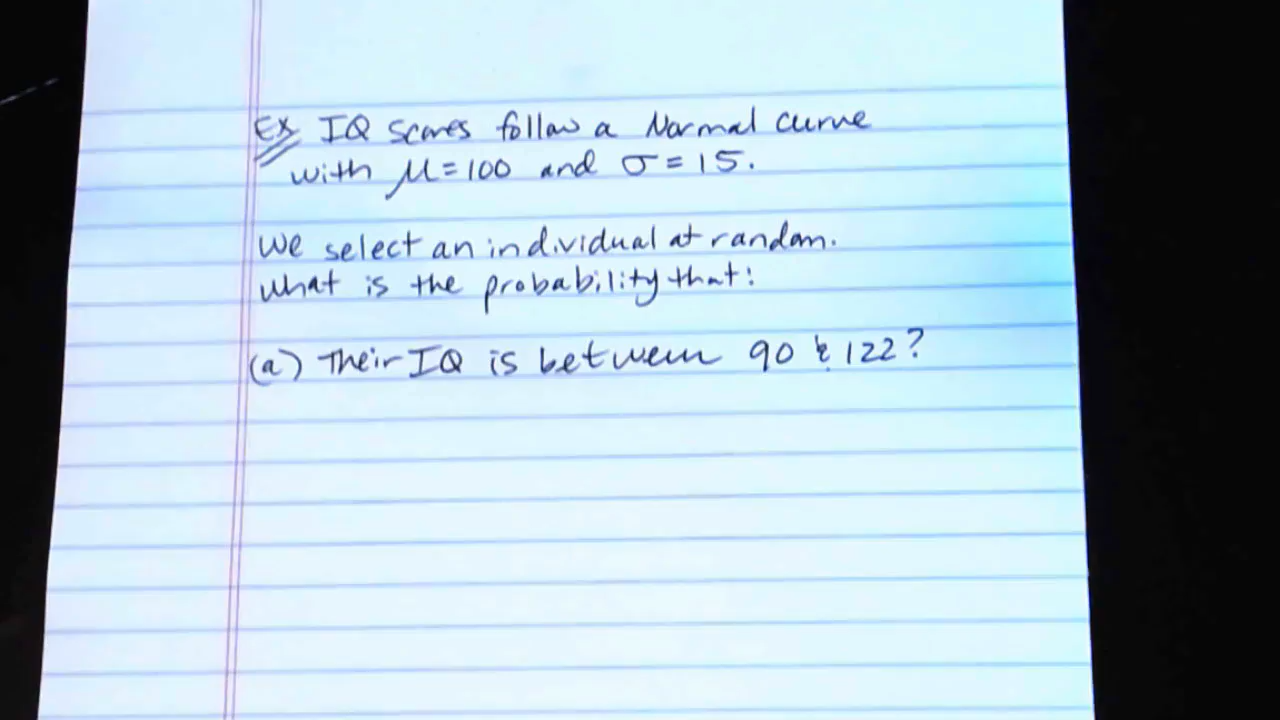 Ex IQ scores follow a Normal curve
with μ=100 and σ=15.
We select an individual at random.
What is the probability that:
(a) Their IQ is between 90 & 122?